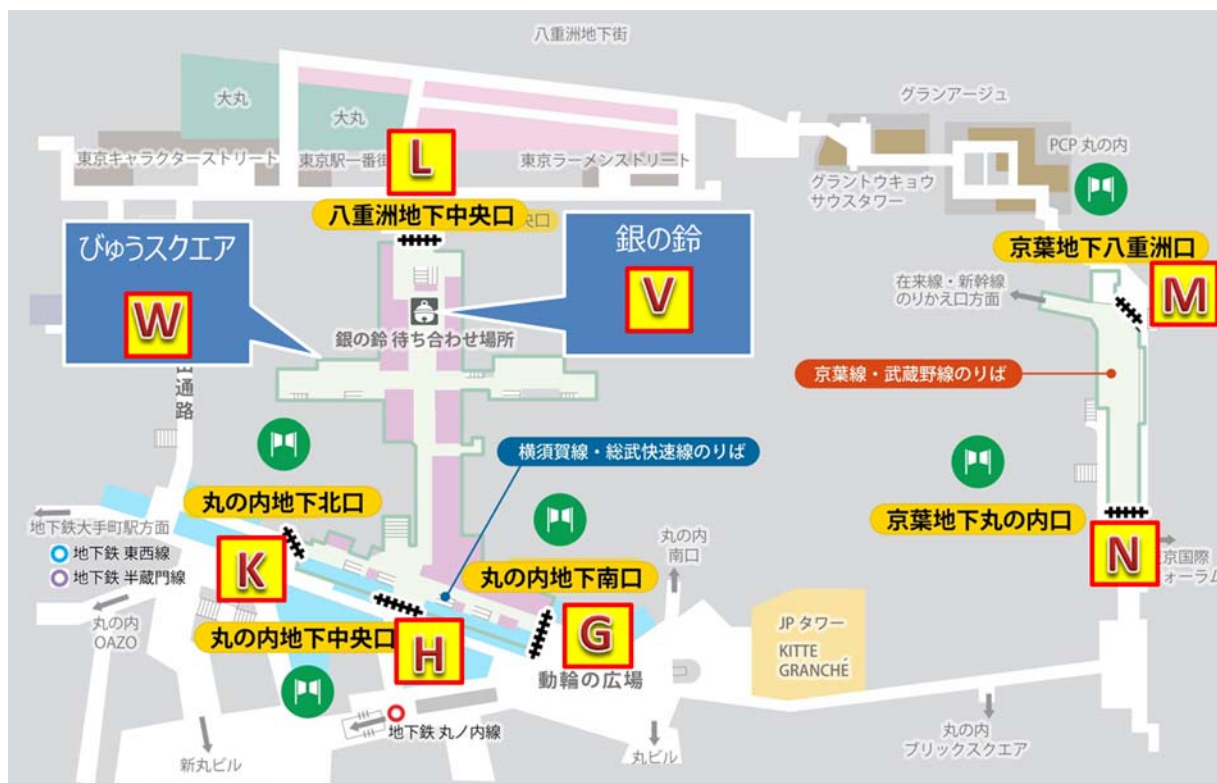 八重洲地下街
大丸
大丸
グランアージュ
東京キャラクターストリート
東京駅一番街
東京ラーメンストリート
L
PCP 丸の内
グラントウキョウ
サウスタワー
八重洲地下中央口
央口
びゅうスクエア
W
銀の鈴
V
銀の鈴 待ち合わせ場所
京葉地下八重洲口
M
在来線・新幹線
のりかえ口方面
京葉線・武蔵野線のりば
通路
横須賀線・総武快速線のりば
丸の内地下北口
K
地下鉄大手町駅方面
地下鉄 東西線
地下鉄 半蔵門線
丸の内
OAZO
丸の内地下中央口
H
丸の内地下南口
G
動輪の広場
丸の内
南口
京葉地下丸の内口
N
京国際
ォーラム
JPタワー
KITTE
GRANCHÉ
地下鉄 丸ノ内線
新丸ビル
丸ビル
丸の内
ブリックスクエア